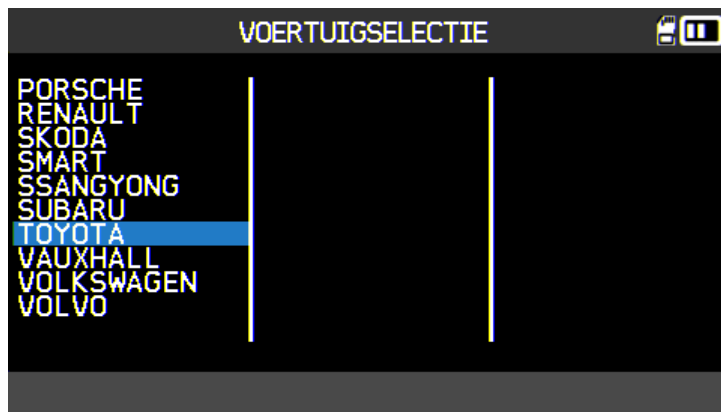 VOERTUIGSELECTIE
PORSCHE
RENAULT
SKODA
SMART
SSANGYONG
SUBARU
TOYOTA
VAUXHALL
VOLKSWAGEN
VOLVO